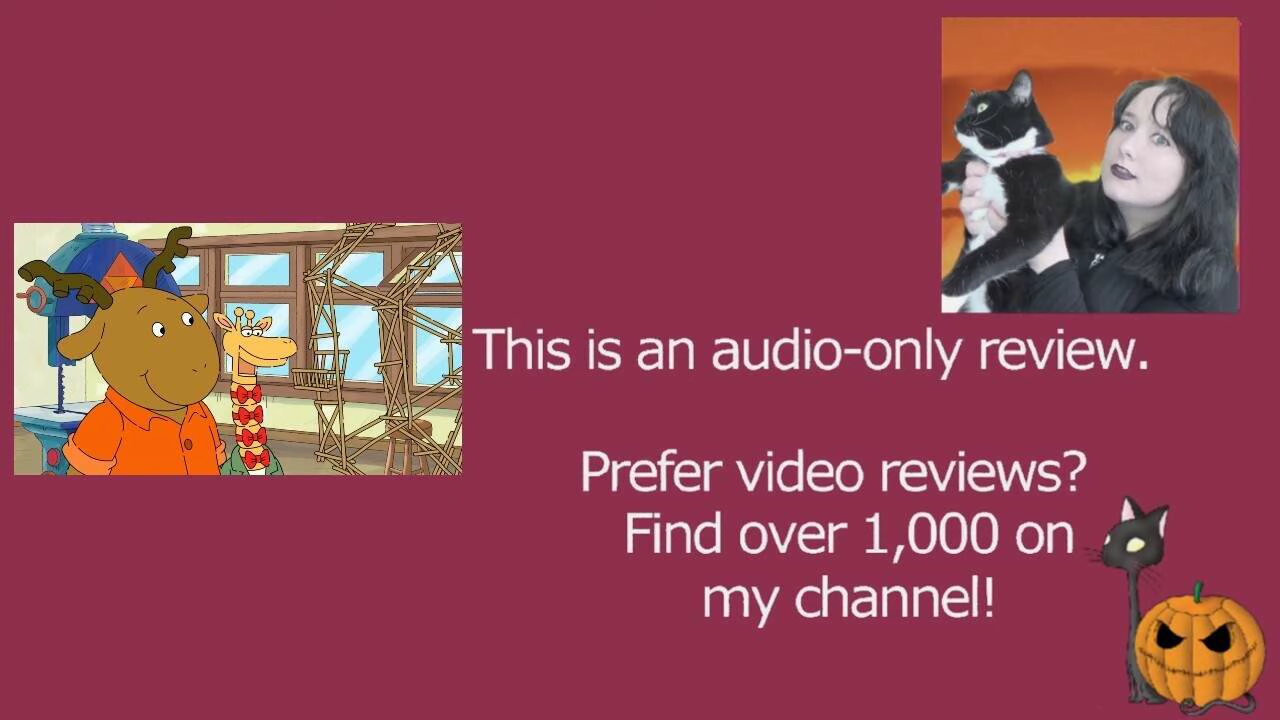 This is an audio-only review.
Prefer video reviews?
Find over 1,000 on
my channel!